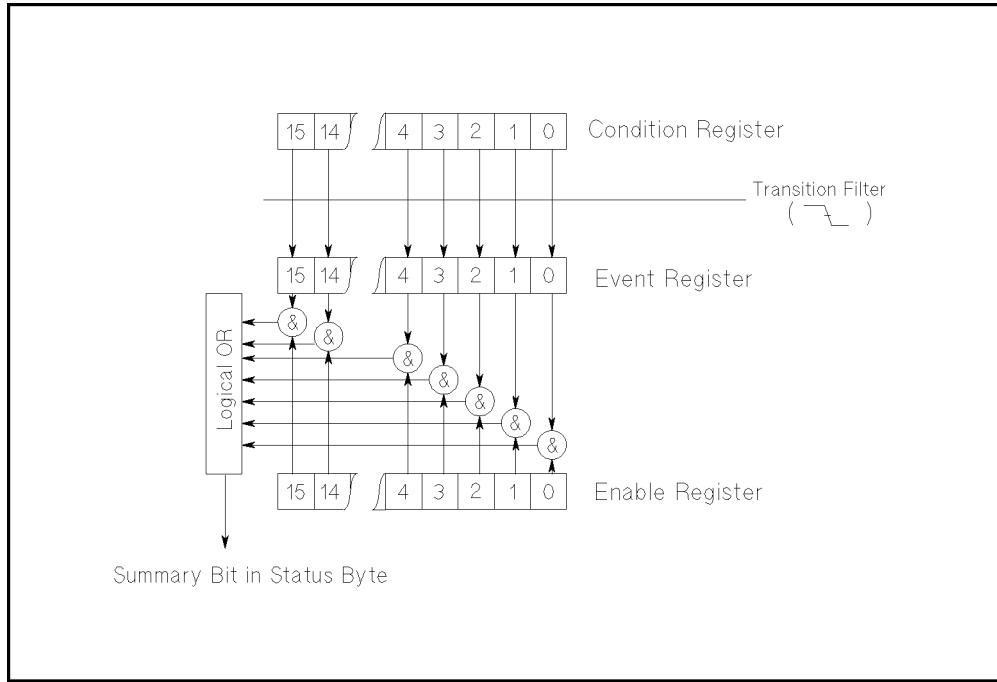 15 14 4 3 2 1 0 Condition Register
Transition Filter
( )
15 14 4 3 2 1 0 Event Register
&
&
&
&
&
&
&
Logical OR
15 14 4 3 2 1 0 Enable Register
Summary Bit in Status Byte